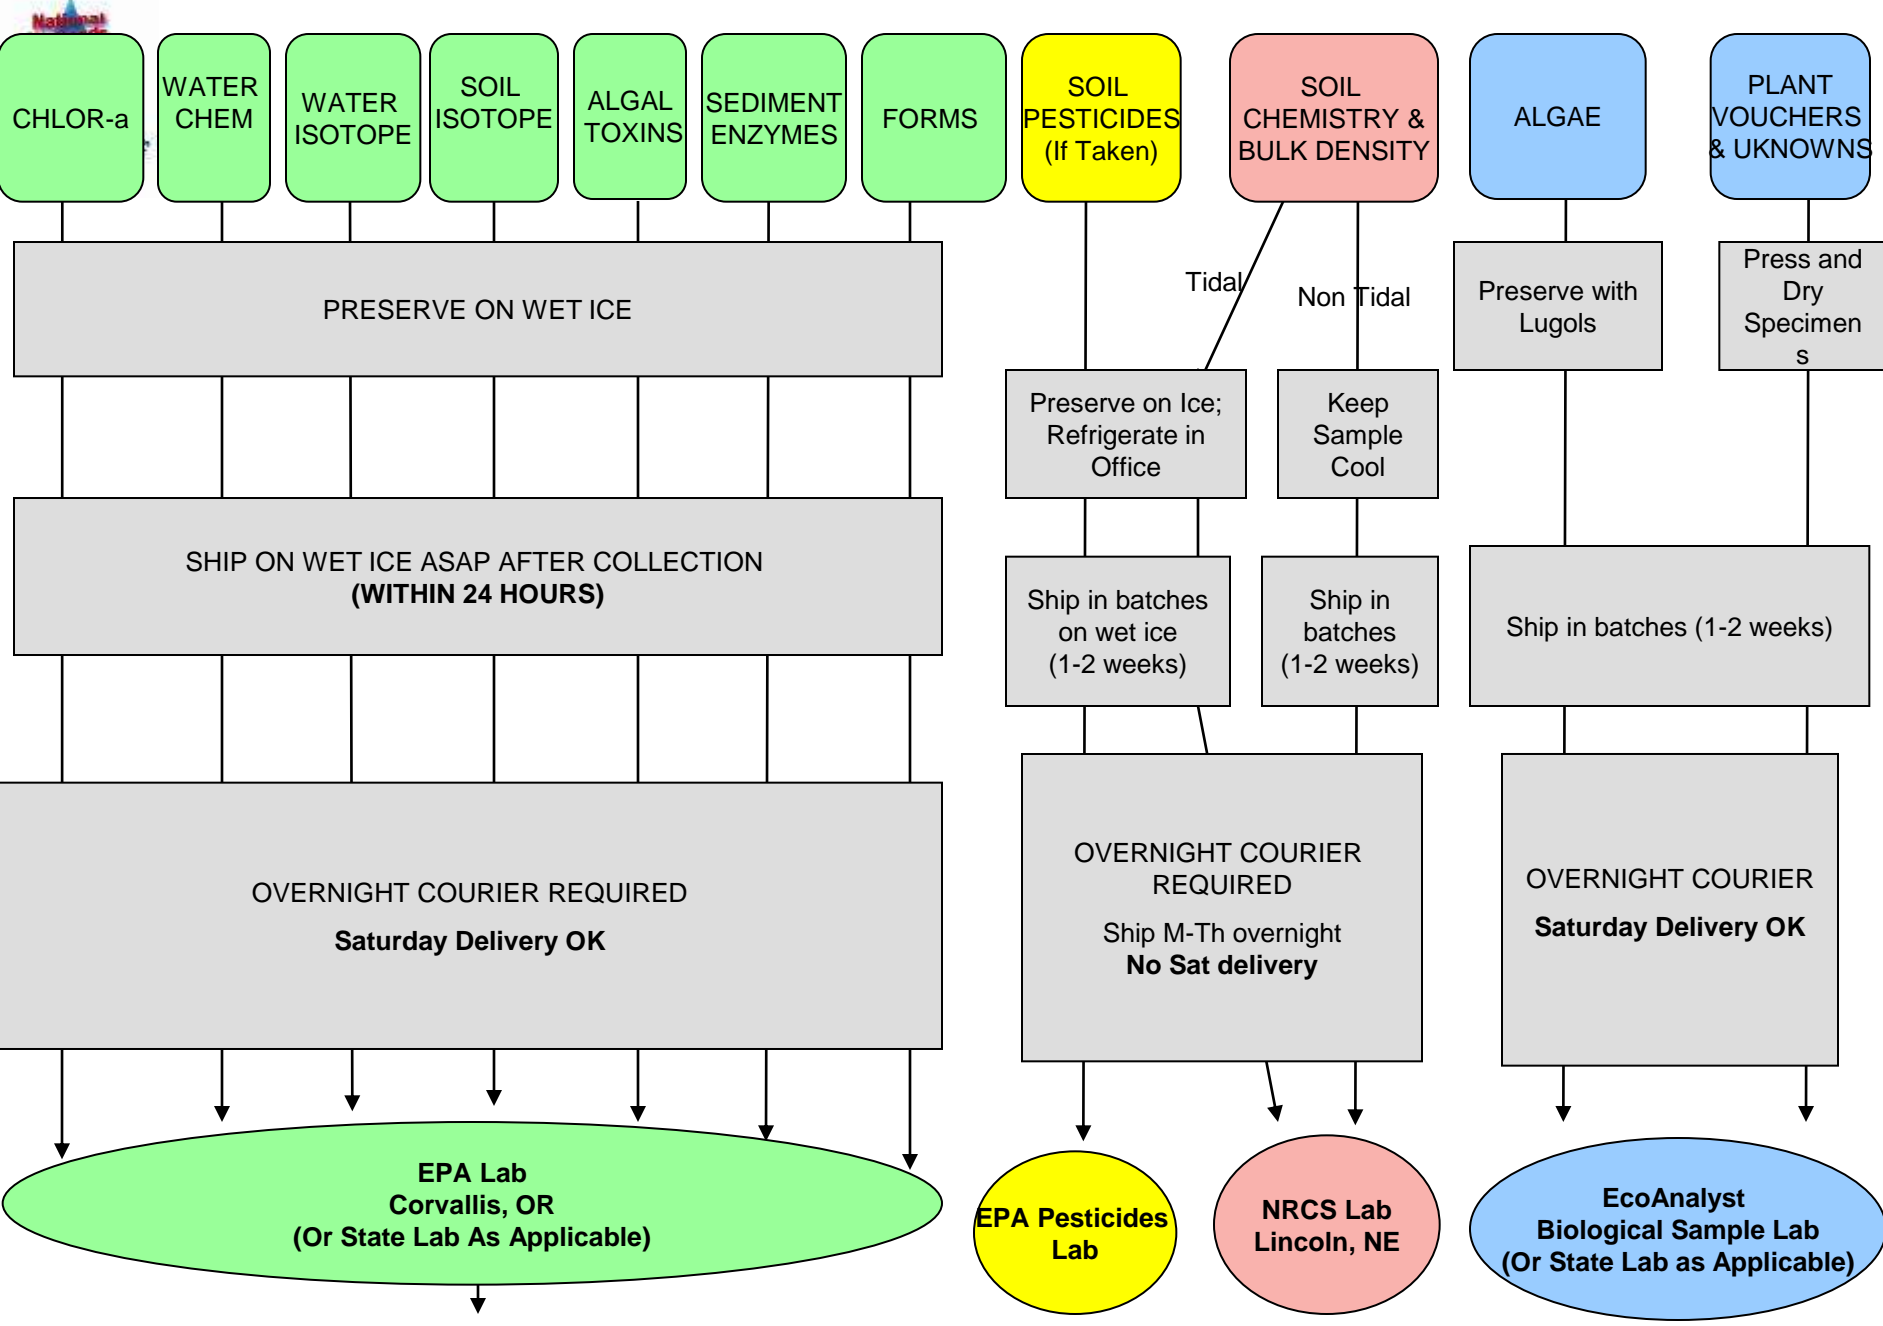 National
CHLOR-a
WATER
CHEM
WATER
ISOTOPE
SOIL
ISOTOPE
ALGAL
TOXINS
SEDIMENT
ENZYMES
FORMS
SOIL
PESTICIDES
(If Taken)
SOIL
CHEMISTRY &
BULK DENSITY
ALGAE
PLANT
VOUCHERS
& UKNOWNS
PRESERVE ON WET ICE
Tidal
Non Tidal
Preserve with
Lugols
Press and
Dry
Specimen
s
Preserve on Ice;
Refrigerate in
Office
Keep
Sample
Cool
SHIP ON WET ICE ASAP AFTER COLLECTION
(WITHIN 24 HOURS)
Ship in batches
on wet ice
(1-2 weeks)
Ship in
batches
(1-2 weeks)
Ship in batches (1-2 weeks)
OVERNIGHT COURIER REQUIRED
Saturday Delivery OK
OVERNIGHT COURIER
REQUIRED
Ship M-Th overnight
No Sat delivery
OVERNIGHT COURIER
Saturday Delivery OK
EPA Lab
Corvallis, OR
(Or State Lab As Applicable)
EPA Pesticides
Lab
NRCS Lab
Lincoln, NE
EcoAnalyst
Biological Sample Lab
(Or State Lab as Applicable)